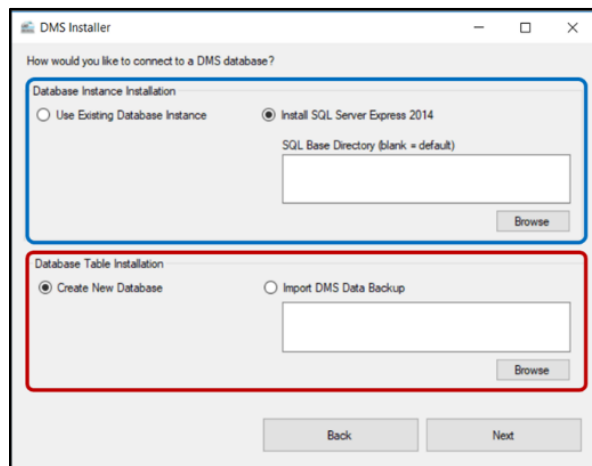 DMS Installer
How would you like to connect to a DMS database?
Database Instance Installation
Use Existing Database Instance
Install SQL Server Express 2014
SQL Base Directory (blank = default)
Browse
Database Table Installation
Create New Database
Import DMS Data Backup
Browse
Back
Next